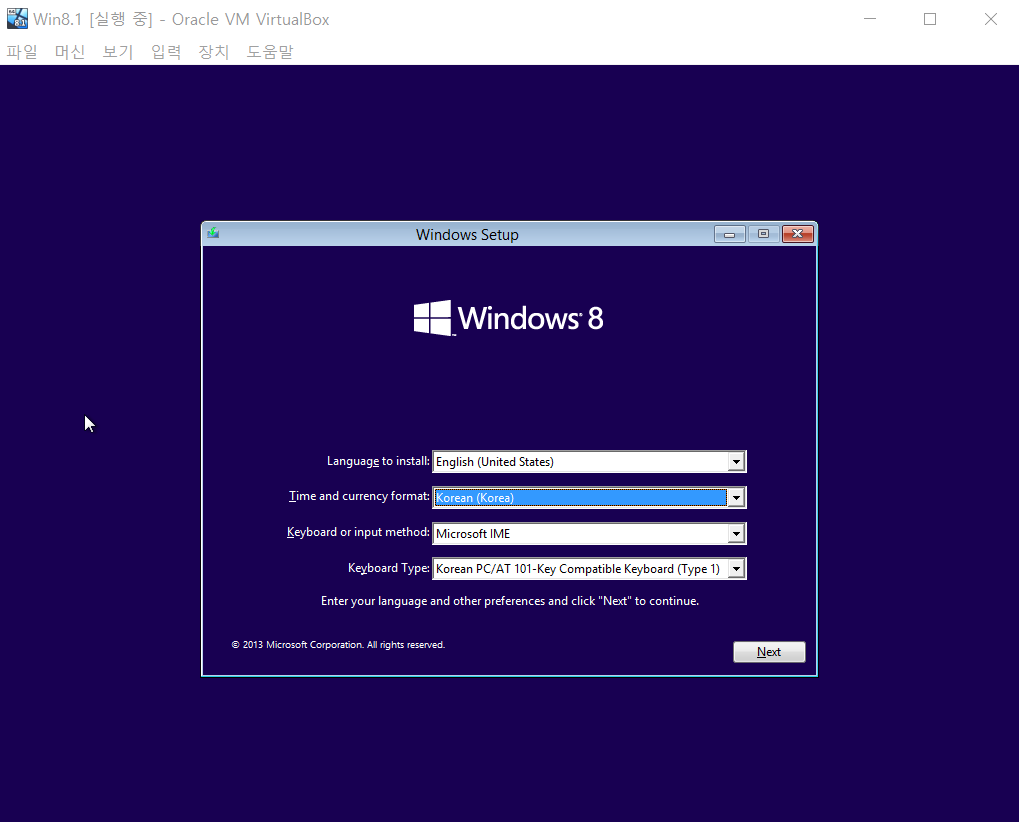 Win8.1 [실행 중] - Oracle VM VirtualBox
파일 머신 보기 입력 장치 도움말
Windows Setup
Windows 8
Language to install: English (United States)
Time and currency format: Korean (Korea)
Keyboard or input method: Microsoft IME
Keyboard Type: Korean PC/AT 101-Key Compatible Keyboard (Type 1)
Enter your language and other preferences and click "Next" to continue.
© 2013 Microsoft Corporation. All rights reserved.
Next